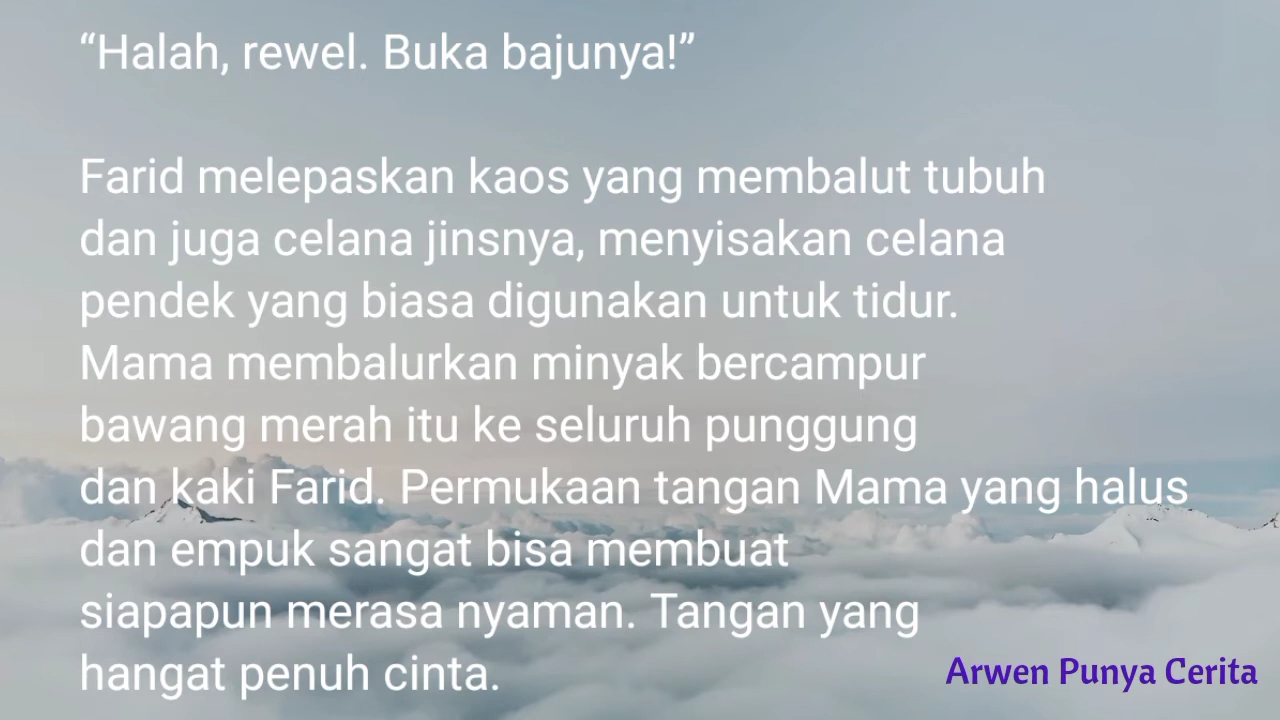 “Halah, rewel. Buka bajunya!”
Farid melepaskan kaos yang membalut tubuh
dan juga celana jinsnya, menyisakan celana
pendek yang biasa digunakan untuk tidur.
Mama membalurkan minyak bercampur
bawang merah itu ke seluruh punggung
dan kaki Farid. Permukaan tangan Mama yang halus
dan empuk sangat bisa membuat
siapapun merasa nyaman. Tangan yang
hangat penuh cinta.
Arwen Punya Cerita